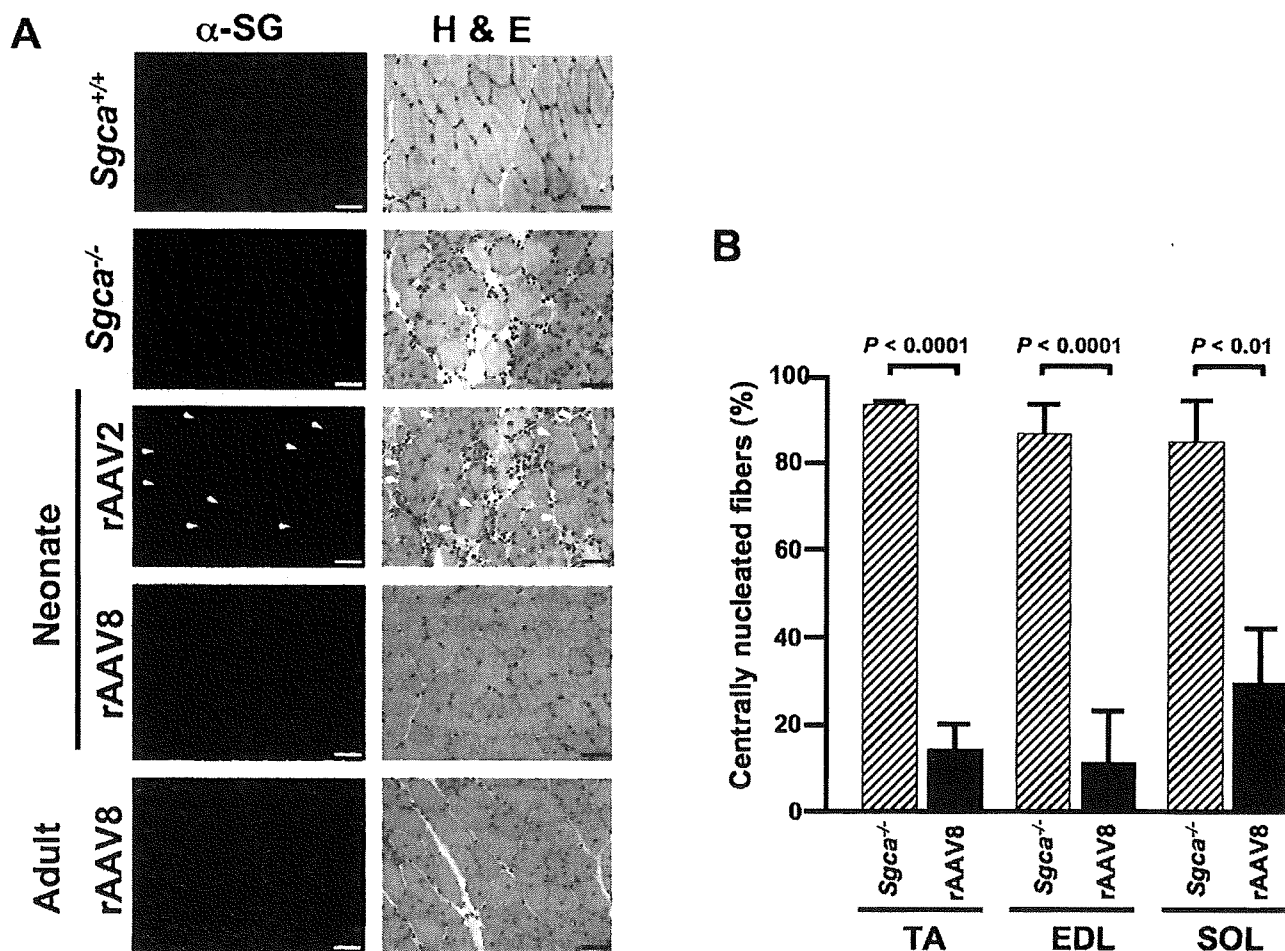 A
α-SG H & E
Sgca+/+
Sgca-/-
Neonate
rAAV2
rAAV8
Adult
rAAV8
B
P < 0.0001 P < 0.0001 P < 0.01
Centrally nucleated fibers (%)
100
80
60
40
20
0
Sgca-/- rAAV8 Sgca-/- rAAV8 Sgca-/- rAAV8
TA EDL SOL